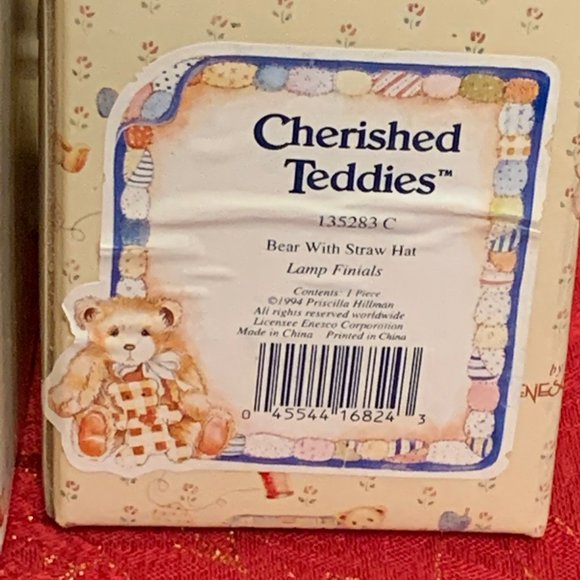 Cherished
Teddies™
135283 C
Bear With Straw Hat
Lamp Finials
Contents: 1 Piece
©1994 Priscilla Hillman
All rights reserved worldwide
Licensee Enesco Corporation
Made in China Printed in China
0 45544 16824 3
by